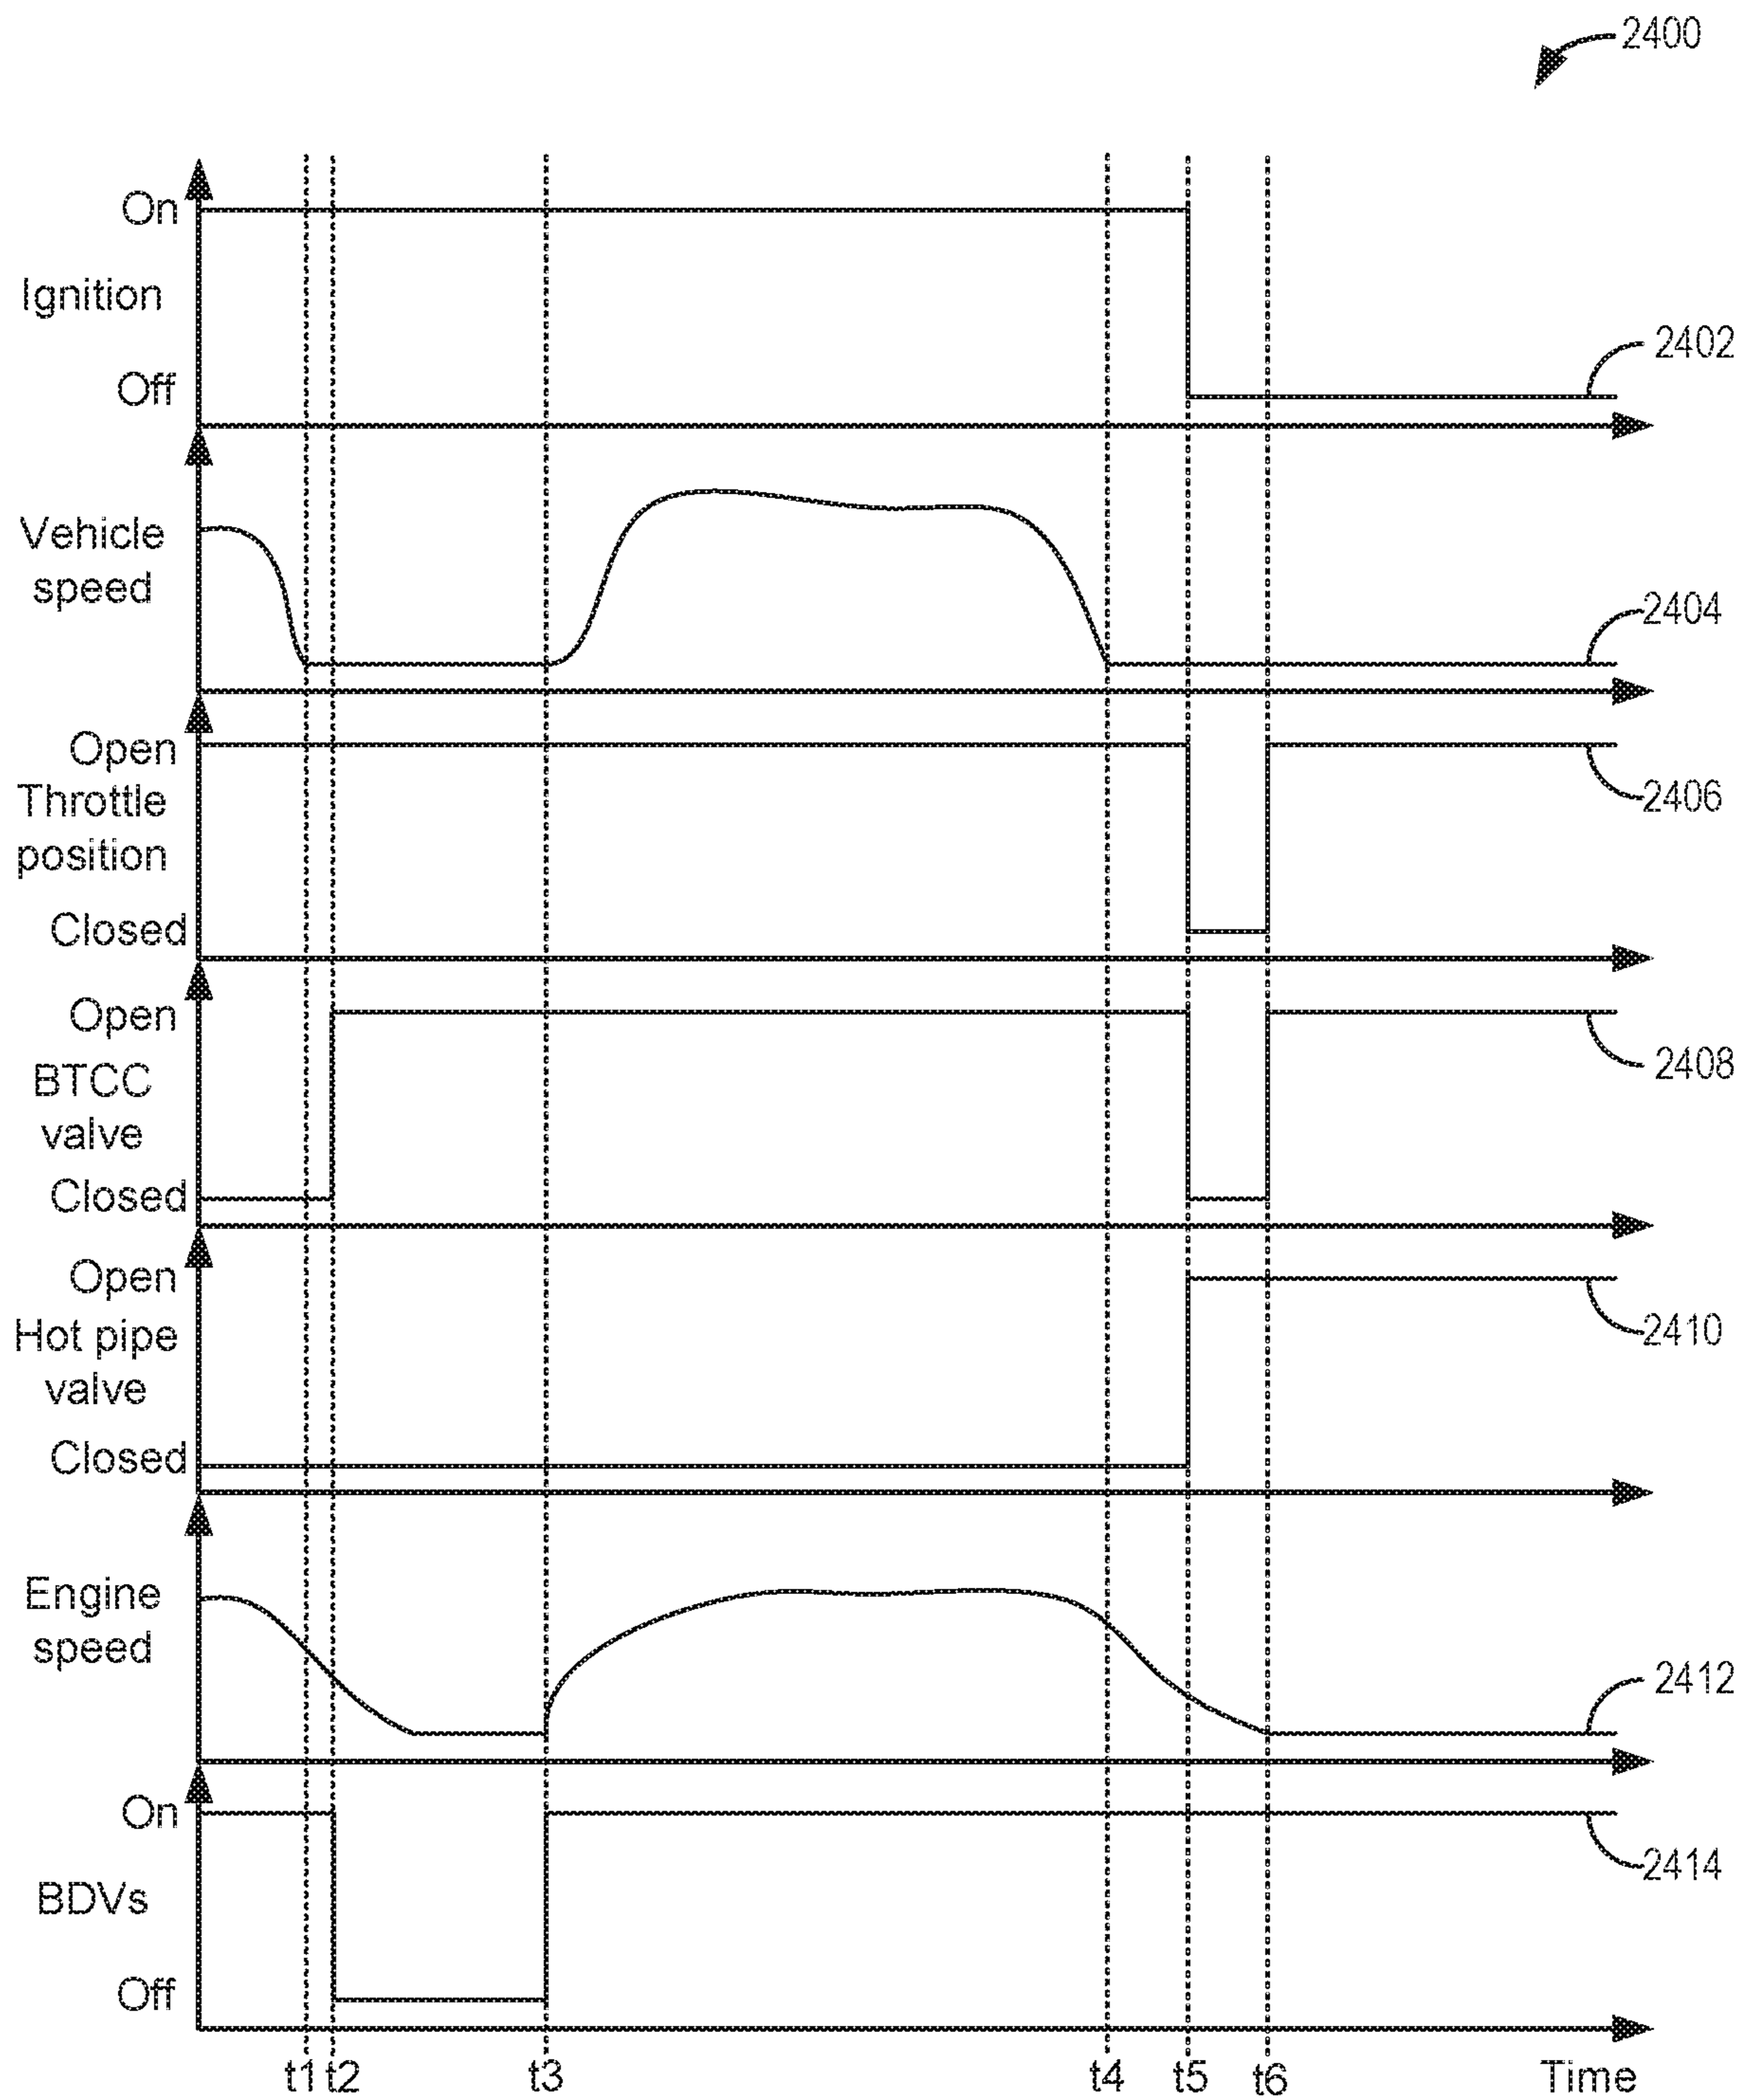 2400
On
Ignition
Off
2402
Vehicle
speed
2404
Open
Throttle
position
Closed
2406
Open
BTCC
valve
Closed
2408
Open
Hot pipe
valve
Closed
2410
Engine
speed
2412
On
BDVs
Off
2414
t1 t2 t3 t4 t5 t6 Time